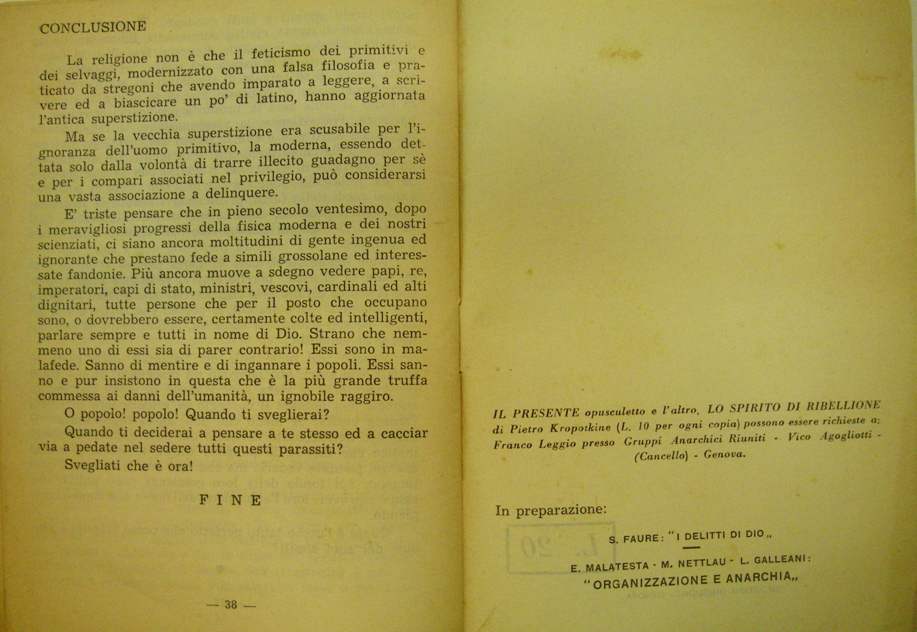 CONCLUSIONE
La religione non è che il feticismo dei primitivi e
dei selvaggi, modernizzato con una falsa filosofia e pra-
ticato da stregoni che avendo imparato a leggere, a scri-
vere ed a biascicare un po' di latino, hanno aggiornata
l'antica superstizione.
Ma se la vecchia superstizione era scusabile per l'i-
gnoranza dell'uomo primitivo, la moderna, essendo det-
tata solo dalla volontà di trarre illecito guadagno per sè
e per i compari associati nel privilegio, può considerarsi
una vasta associazione a delinquere.
E' triste pensare che in pieno secolo ventesimo, dopo
i meravigliosi progressi della fisica moderna e dei nostri
scienziati, ci siano ancora moltitudini di gente ingenua ed
ignorante che prestano fede a simili grossolane ed interes-
sate fandonie. Più ancora muove a sdegno vedere papi, re,
imperatori, capi di stato, ministri, vescovi, cardinali ed alti
dignitari, tutte persone che per il posto che occupano
sono, o dovrebbero essere, certamente colte ed intelligenti,
parlare sempre e tutti in nome di Dio. Strano che nem-
meno uno di essi sia di parer contrario! Essi sono in ma-
lafede. Sanno di mentire e di ingannare i popoli. Essi san-
no e pur insistono in questa che è la più grande truffa
commessa ai danni dell'umanità, un ignobile raggiro.
O popolo! popolo! Quando ti sveglierai?
Quando ti deciderai a pensare a te stesso ed a cacciar
via a pedate nel sedere tutti questi parassiti?
Svegliati che è ora!
FINE
— 38 —
IL PRESENTE opuscoletto e l'altro, LO SPIRITO DI RIBELLIONE
di Pietro Kropotkine (L. 10 per ogni copia) possono essere richieste a:
Franco Leggio presso Gruppi Anarchici Riuniti - Vico Agogliotti -
(Cancello) - Genova.
In preparazione:
S. FAURE: "I DELITTI DI DIO„
E. MALATESTA - M. NETTLAU - L. GALLEANI:
"ORGANIZZAZIONE E ANARCHIA„
L. 20